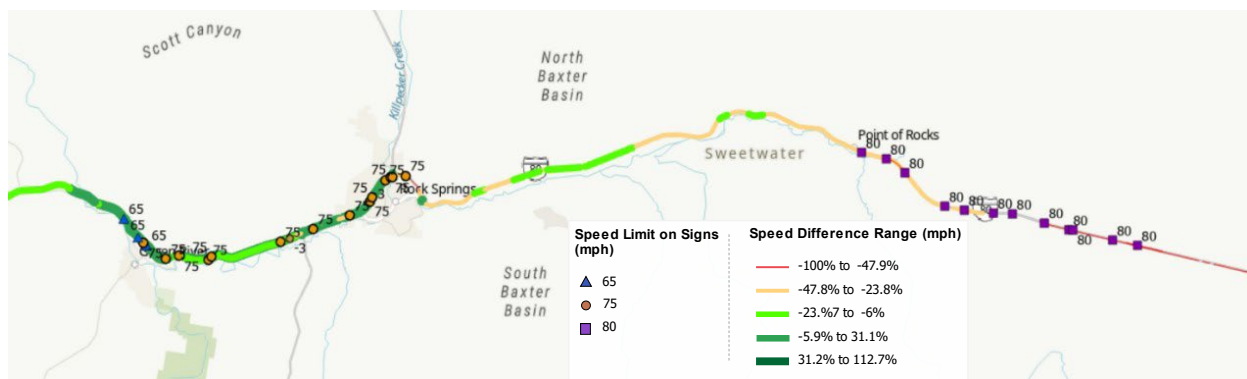 Scott Canyon
Killpecker Creek
North
Baxter
Basin
Point of Rocks
80
80
80
Sweetwater
75
75
75
75
75
3
Rock Springs
75
75
75
-3
80
65
65
65
75
75
75
75
75
80
80
80
80
80
80
80
80
80
South
Baxter
Basin
Speed Limit on Signs
(mph)
65
75
80
Speed Difference Range (mph)
-100% to -47.9%
-47.8% to -23.8%
-23.%7 to -6%
-5.9% to 31.1%
31.2% to 112.7%